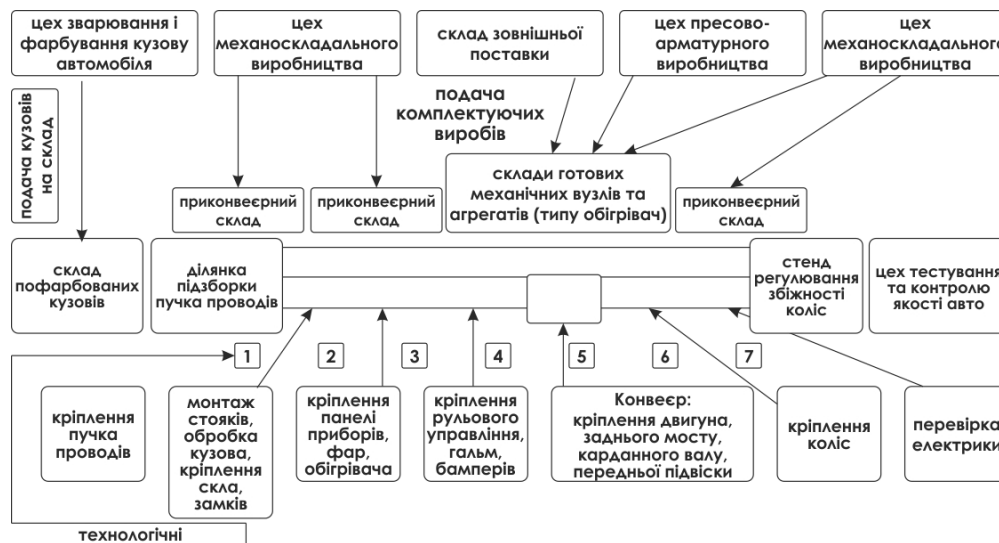 цех зварювання і
фарбування кузову
автомобіля
цех
механоскладального
виробництва
склад зовнішньої
поставки
цех пресово-
арматурного
виробництва
цех
механоскладального
виробництва
подача кузовів
на склад
подача
комплектуючих
виробів
приконвеєрний
склад
приконвеєрний
склад
склади готових
механічних вузлів та
агрегатів (типу обігрівач)
приконвеєрний
склад
склад
пофарбованих
кузовів
ділянка
підзборки
пучка проводів
стенд
регулювання
збіжності
коліс
цех тестування
та контролю
якості авто
1
2
3
4
5
6
7
кріплення
пучка
проводів
монтаж
стояків,
обробка
кузова,
кріплення
скла,
замків
кріплення
панелі
приборів,
фар,
обігрівача
кріплення
рульового
управління,
гальм,
бамперів
Конвеєр:
кріплення двигуна,
заднього мосту,
карданного валу,
передньої підвіски
кріплення
коліс
перевірка
електрики
технологічні